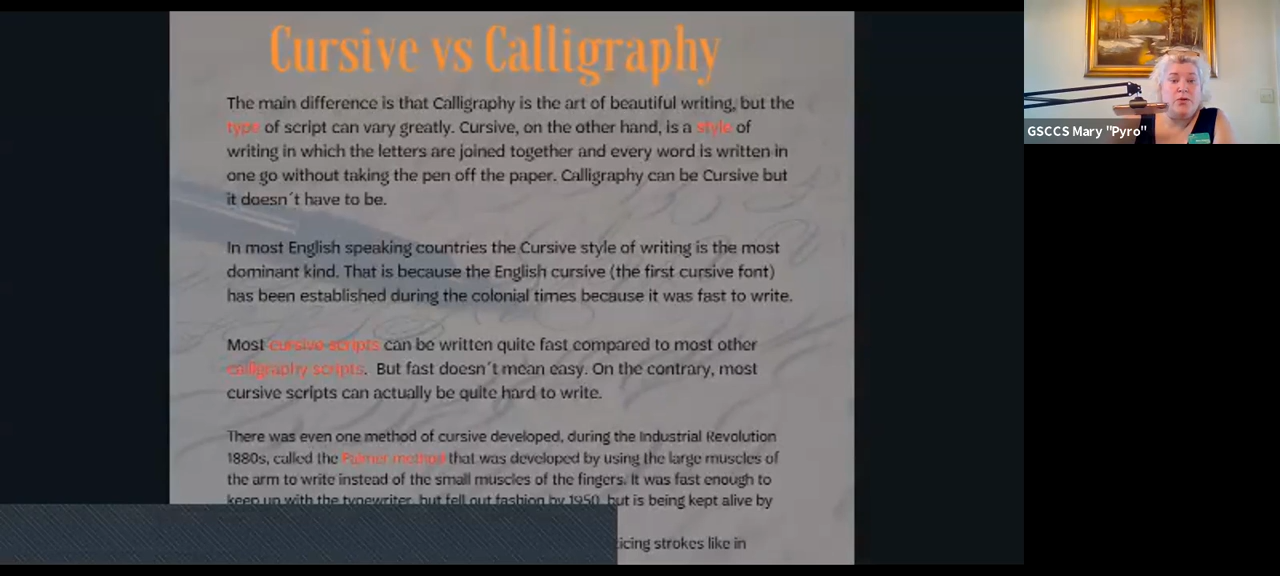 Cursive vs Calligraphy
The main difference is that Calligraphy is the art of beautiful writing, but the
type of script can vary greatly. Cursive, on the other hand, is a style of
writing in which the letters are joined together and every word is written in
one go without taking the pen off the paper. Calligraphy can be Cursive but
it doesn´t have to be.
In most English speaking countries the Cursive style of writing is the most
dominant kind. That is because the English cursive (the first cursive font)
has been established during the colonial times because it was fast to write.
Most cursive scripts can be written quite fast compared to most other
calligraphy scripts. But fast doesn´t mean easy. On the contrary, most
cursive scripts can actually be quite hard to write.
There was even one method of cursive developed, during the Industrial Revolution
1880s, called the Palmer method that was developed by using the large muscles of
the arm to write instead of the small muscles of the fingers. It was fast enough to
keep up with the typewriter, but fell out fashion by 1950, but is being kept alive by
strokes like in
GSCCS Mary "Pyro"